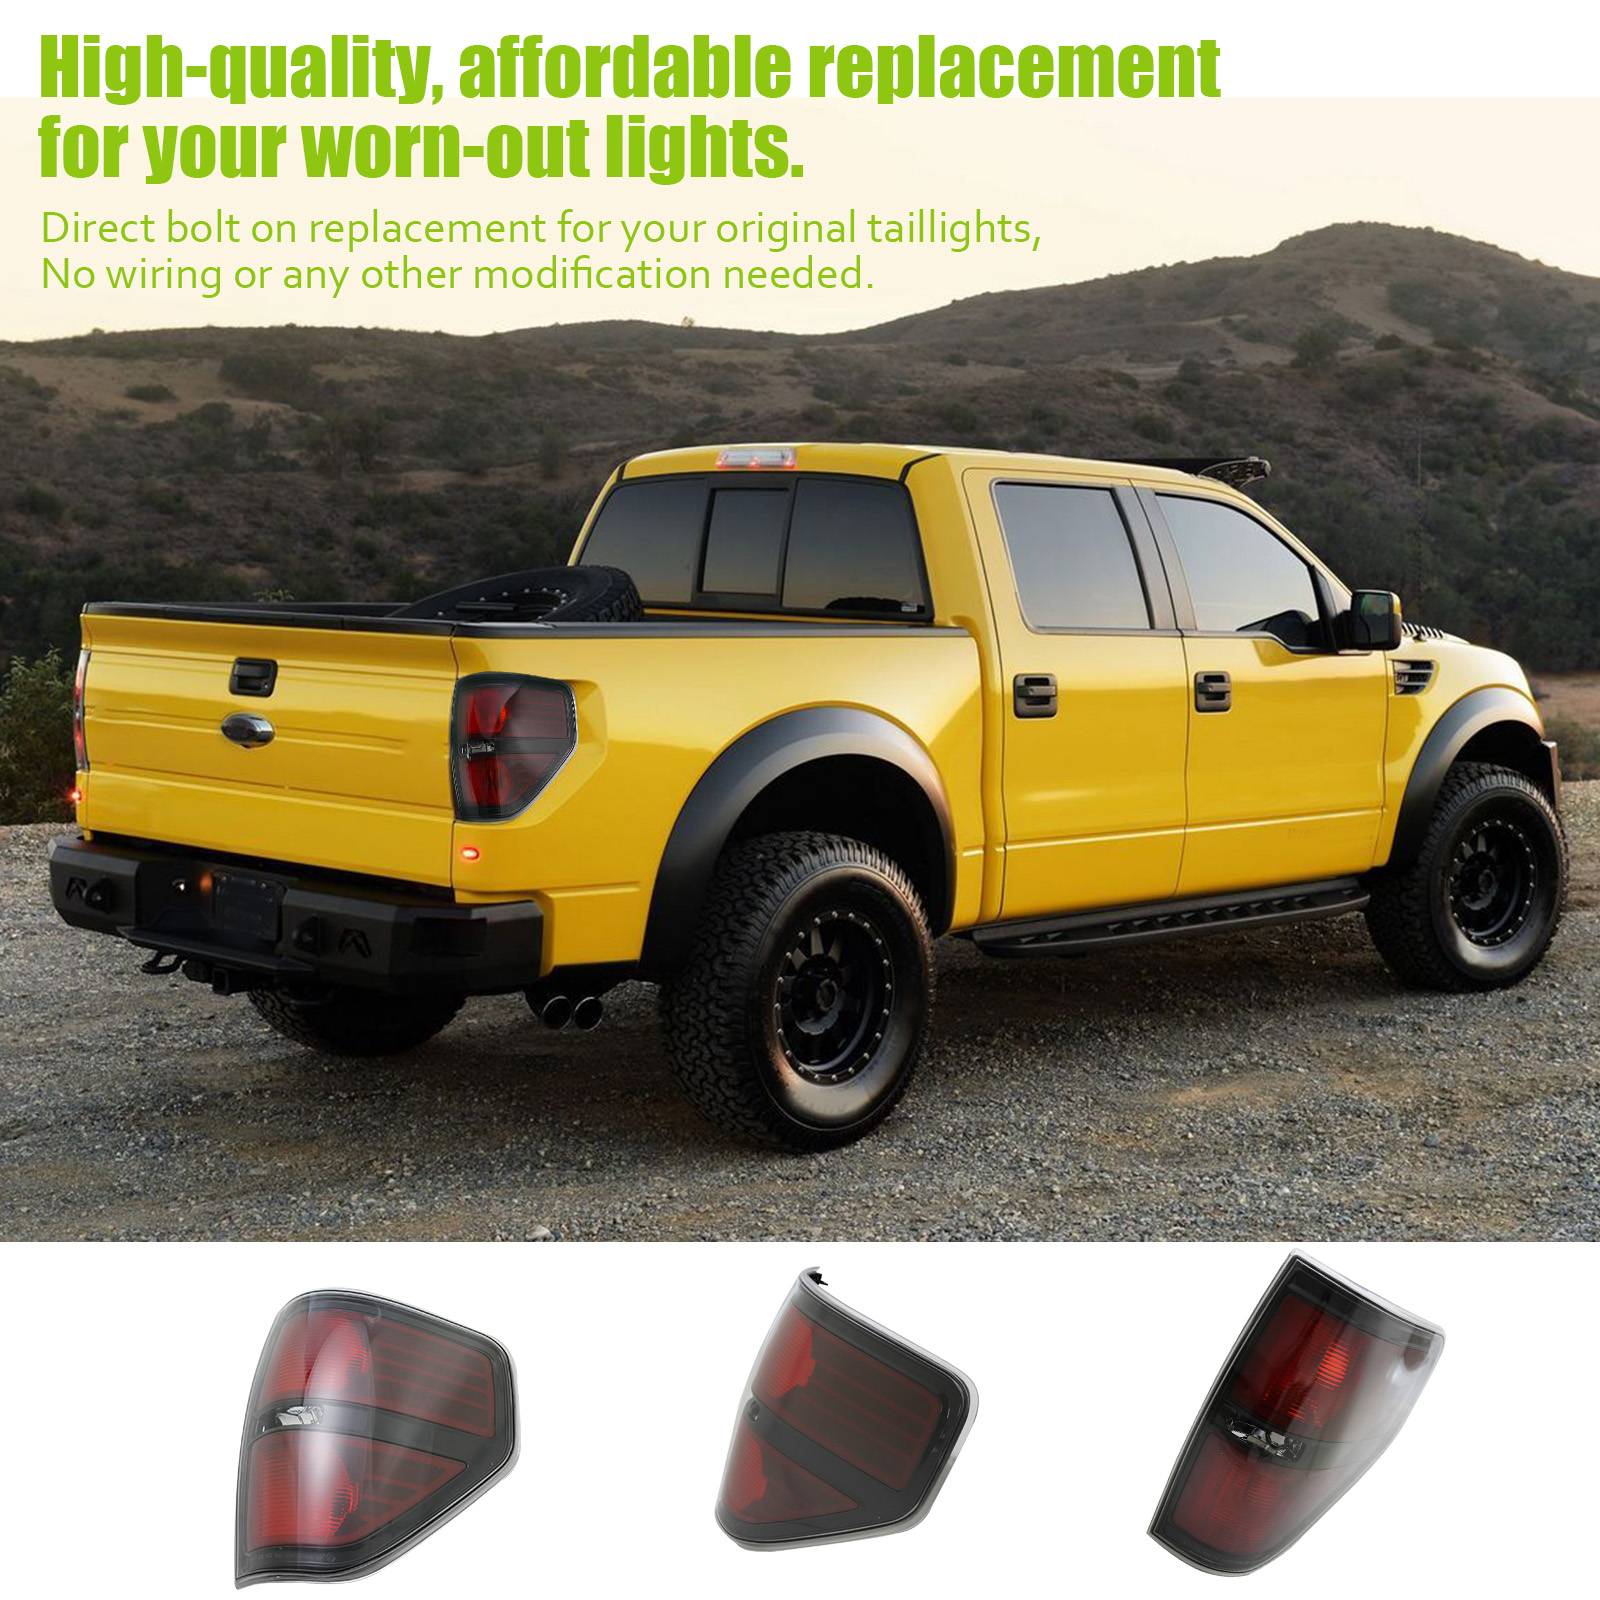 High-quality, affordable replacement
for your worn-out lights.
Direct bolt on replacement for your original taillights,
No wiring or any other modification needed.